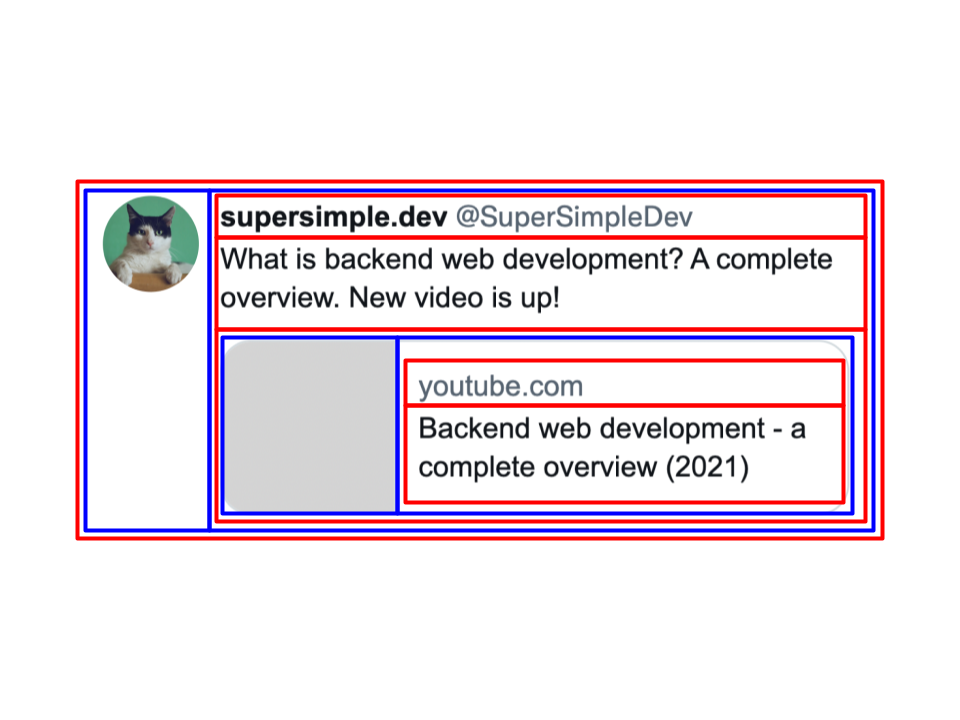 supersimple.dev @SuperSimpleDev
What is backend web development? A complete
overview. New video is up!
youtube.com
Backend web development - a
complete overview (2021)